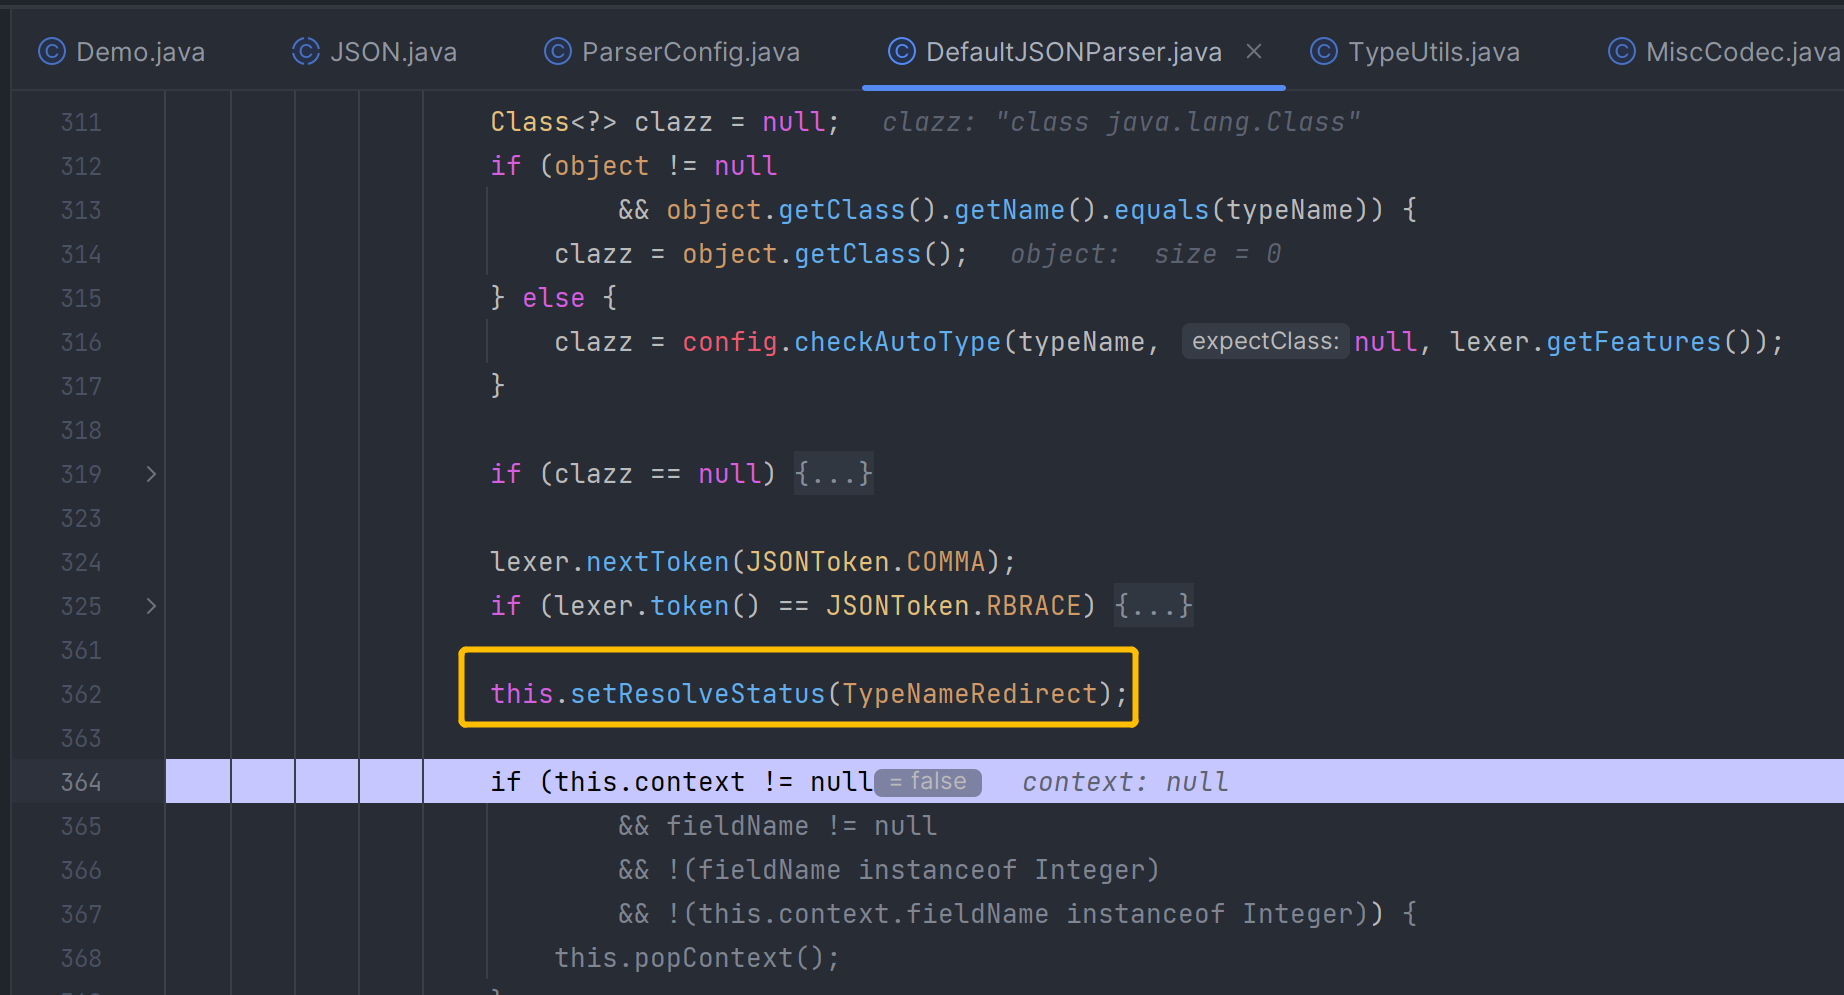 Demo.java JSON.java ParserConfig.java DefaultJSONParser.java TypeUtils.java MiscCodec.java
311 Class<?> clazz = null; clazz: "class java.lang.Class"
312 if (object != null
313 && object.getClass().getName().equals(typeName)) {
314 clazz = object.getClass(); object: size = 0
315 } else {
316 clazz = config.checkAutoType(typeName, expectClass: null, lexer.getFeatures());
317 }
318
319 if (clazz == null) {...}
323
324 lexer.nextToken(JSONToken.COMMA);
325 if (lexer.token() == JSONToken.RBRACE) {...}
361
362 this.setResolveStatus(TypeNameRedirect);
363
364 if (this.context != null = false context: null
365 && fieldName != null
366 && !(fieldName instanceof Integer)
367 && !(this.context.fieldName instanceof Integer)) {
368 this.popContext();